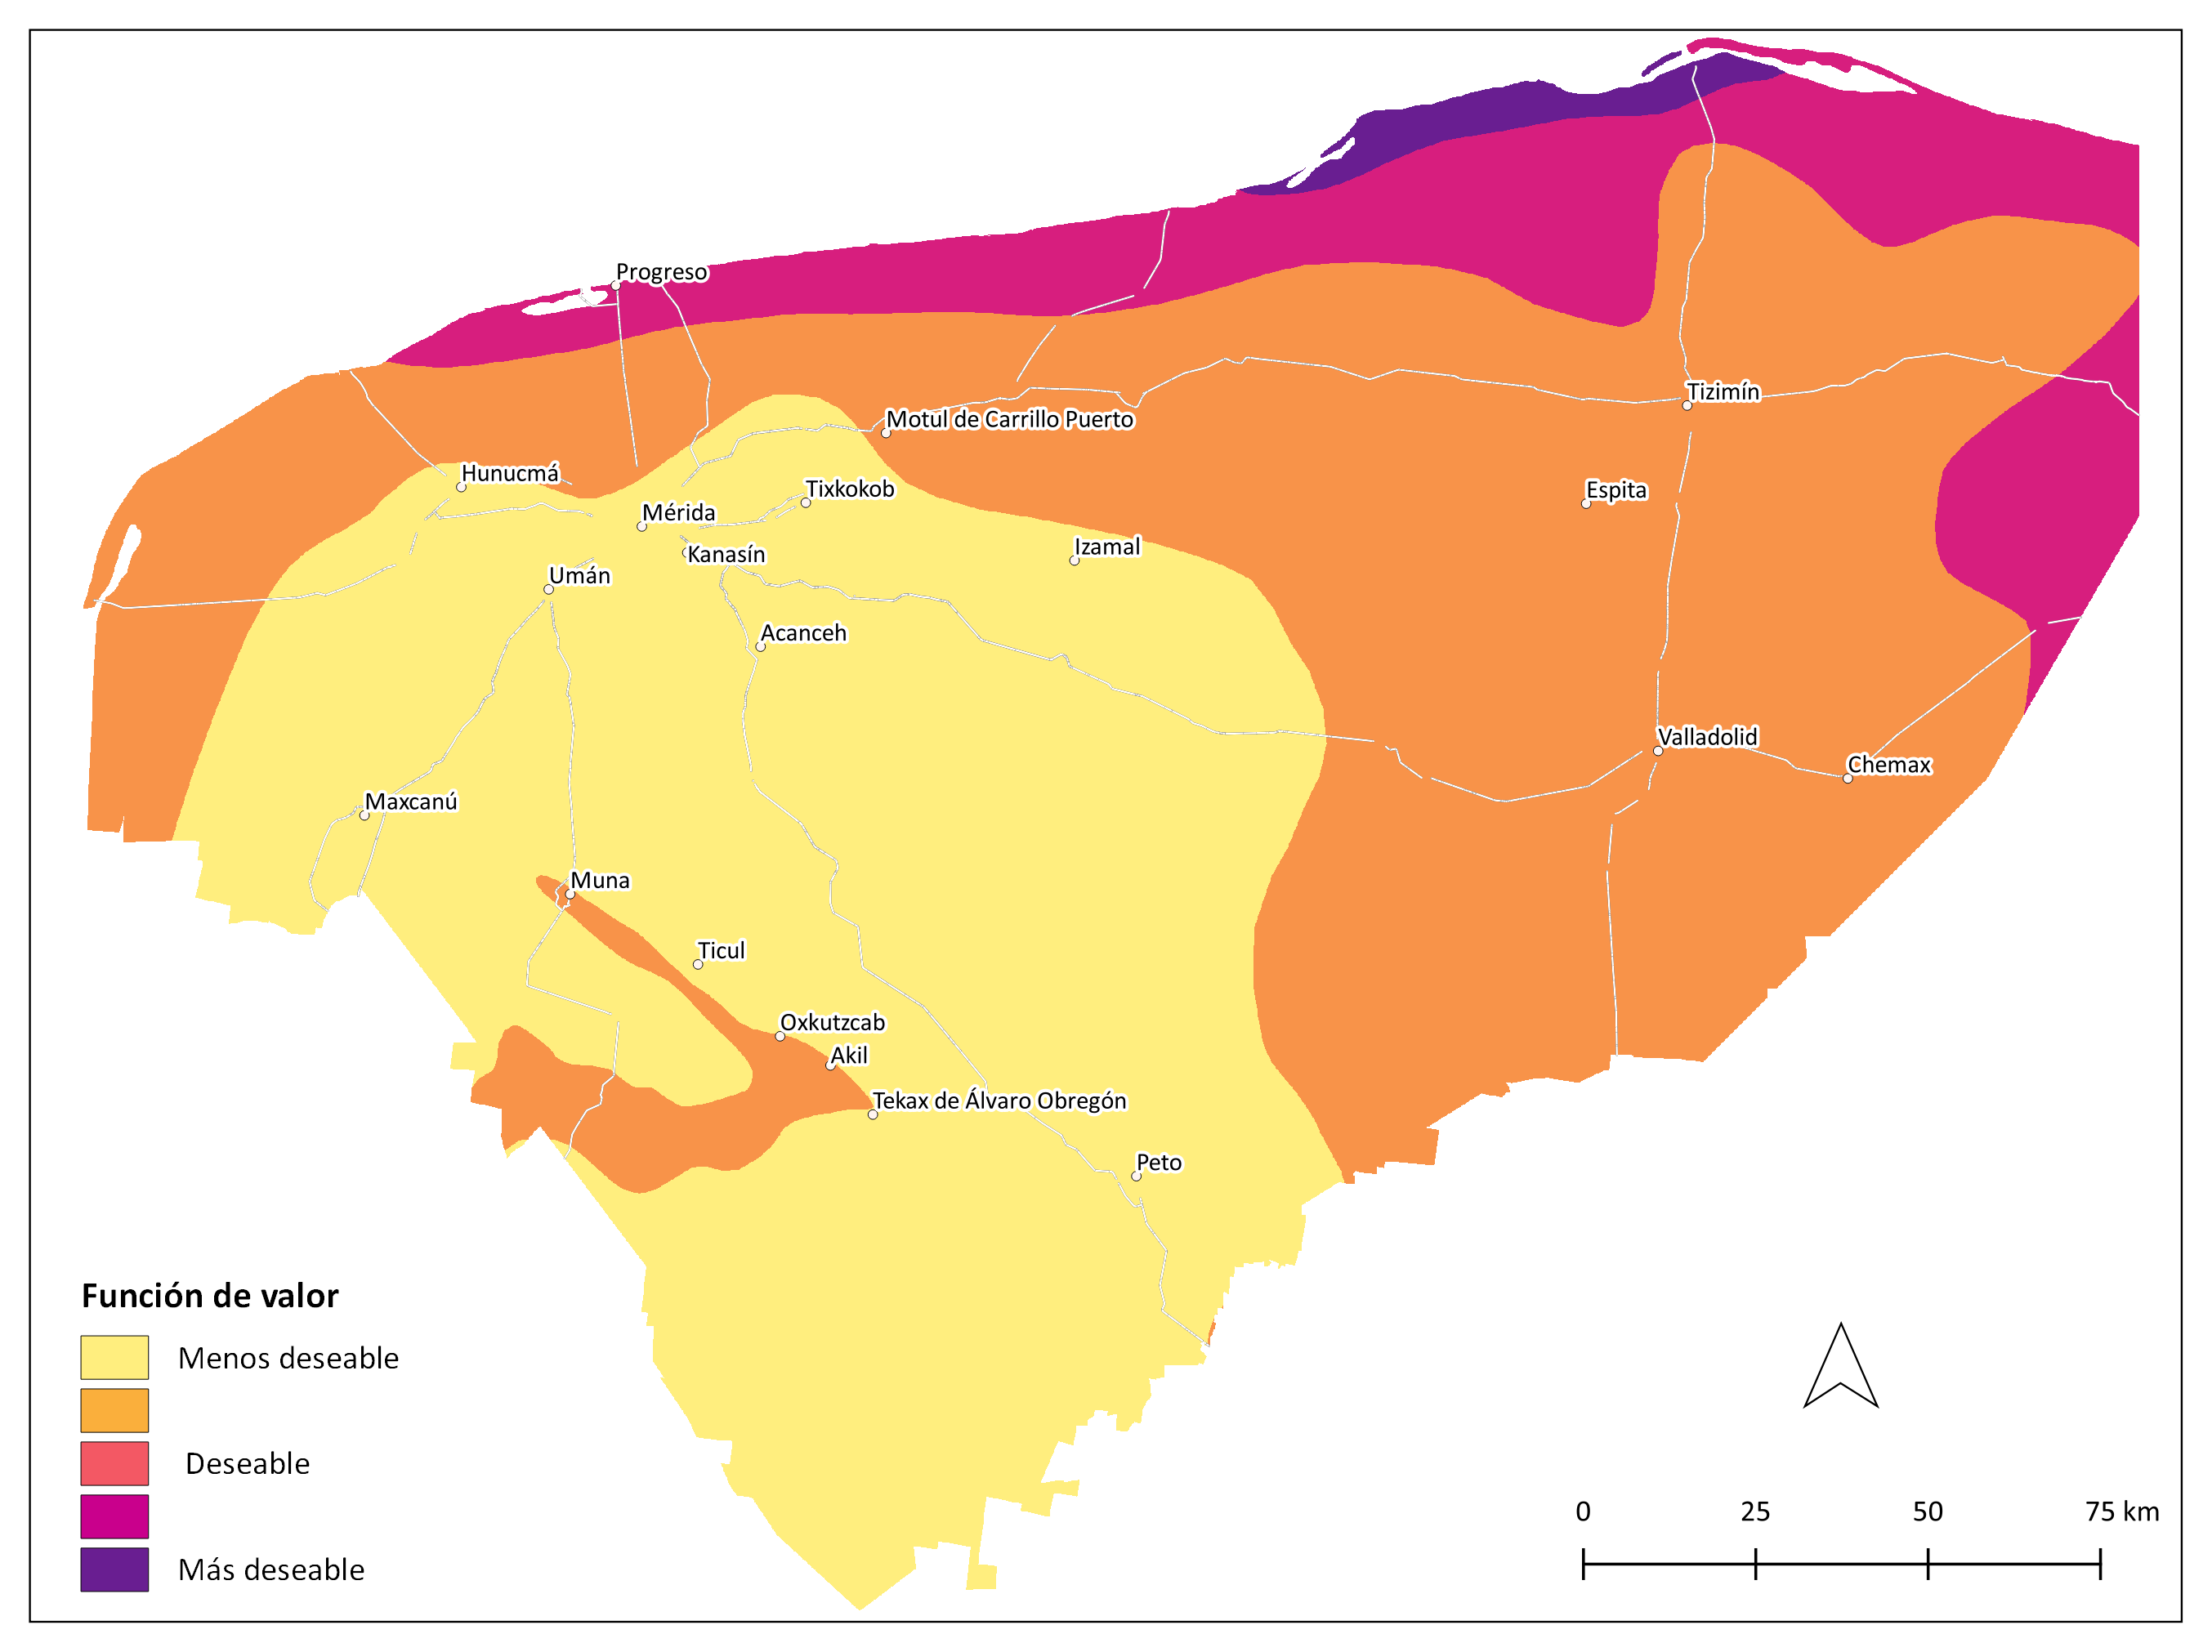 Progreso
Tizimín
Motul de Carrillo Puerto
Hunucmá
Tixkokob
Espita
Mérida
Kanasín
Izamal
Umán
Acanceh
Valladolid
Chemax
Maxcanú
Muna
Ticul
Oxkutzcab
Akil
Tekax de Álvaro Obregón
Peto
Función de valor
Menos deseable
Deseable
Más deseable
0 25 50 75 km